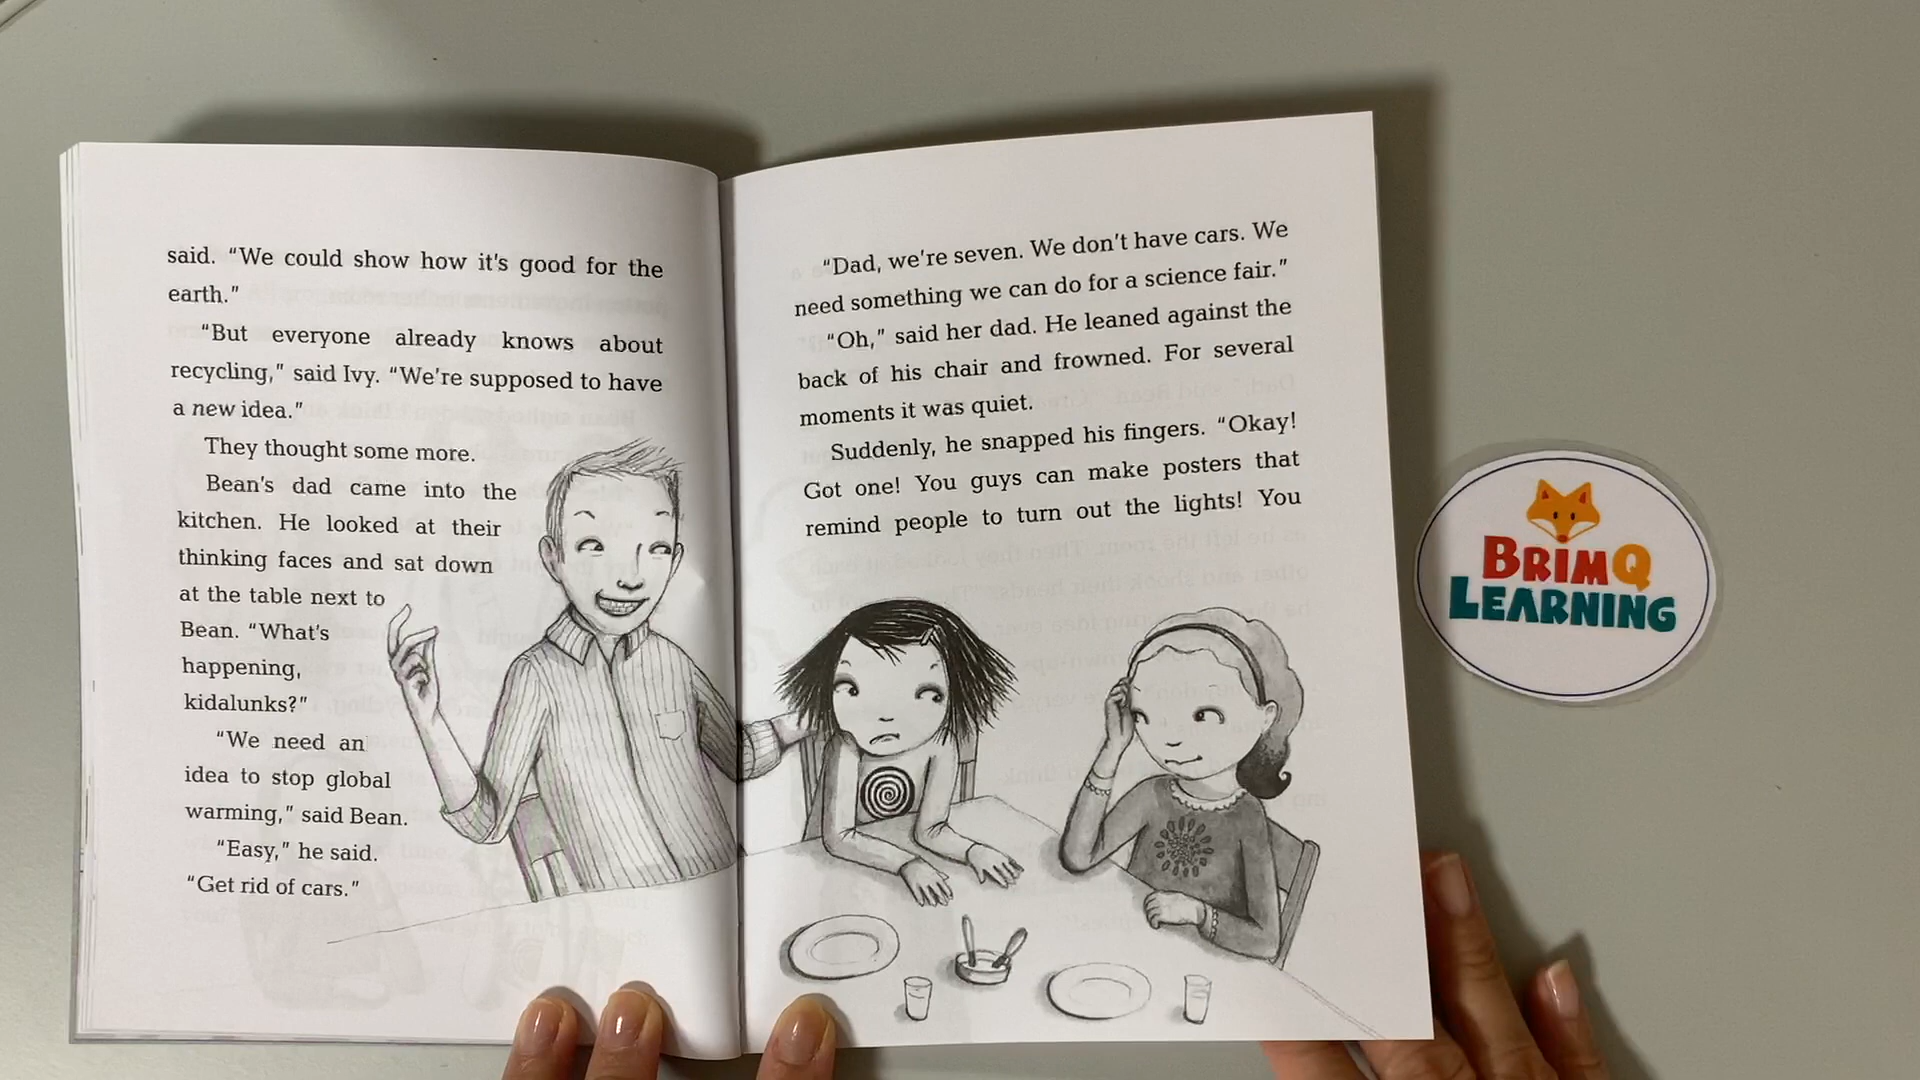 said. “We could show how it’s good for the
earth.”
“But everyone already knows about
recycling,” said Ivy. “We’re supposed to have
a new idea.”
They thought some more.
Bean’s dad came into the
kitchen. He looked at their
thinking faces and sat down
at the table next to
Bean. “What’s
happening,
kidalunks?”
“We need an
idea to stop global
warming,” said Bean.
“Easy,” he said.
“Get rid of cars.”
“Dad, we’re seven. We don’t have cars. We
need something we can do for a science fair.”
“Oh,” said her dad. He leaned against the
back of his chair and frowned. For several
moments it was quiet.
Suddenly, he snapped his fingers. “Okay!
Got one! You guys can make posters that
remind people to turn out the lights! You
BRIMQ
LEARNING